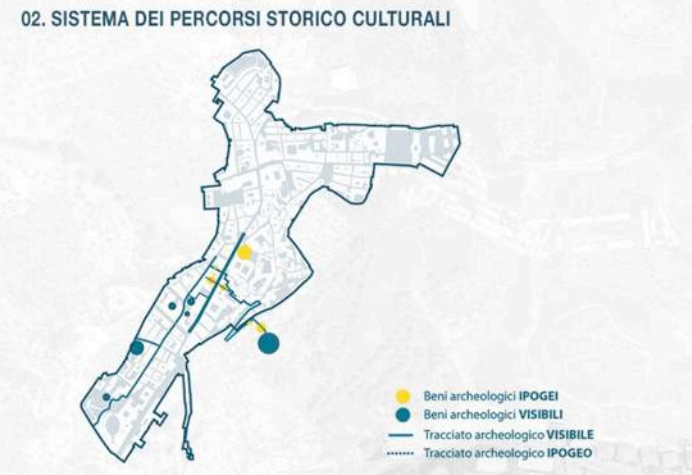 02. SISTEMA DEI PERCORSI STORICO CULTURALI
Beni archeologici IPOGEI
Beni archeologici VISIBILI
Tracciato archeologico VISIBILE
Tracciato archeologico IPOGEO